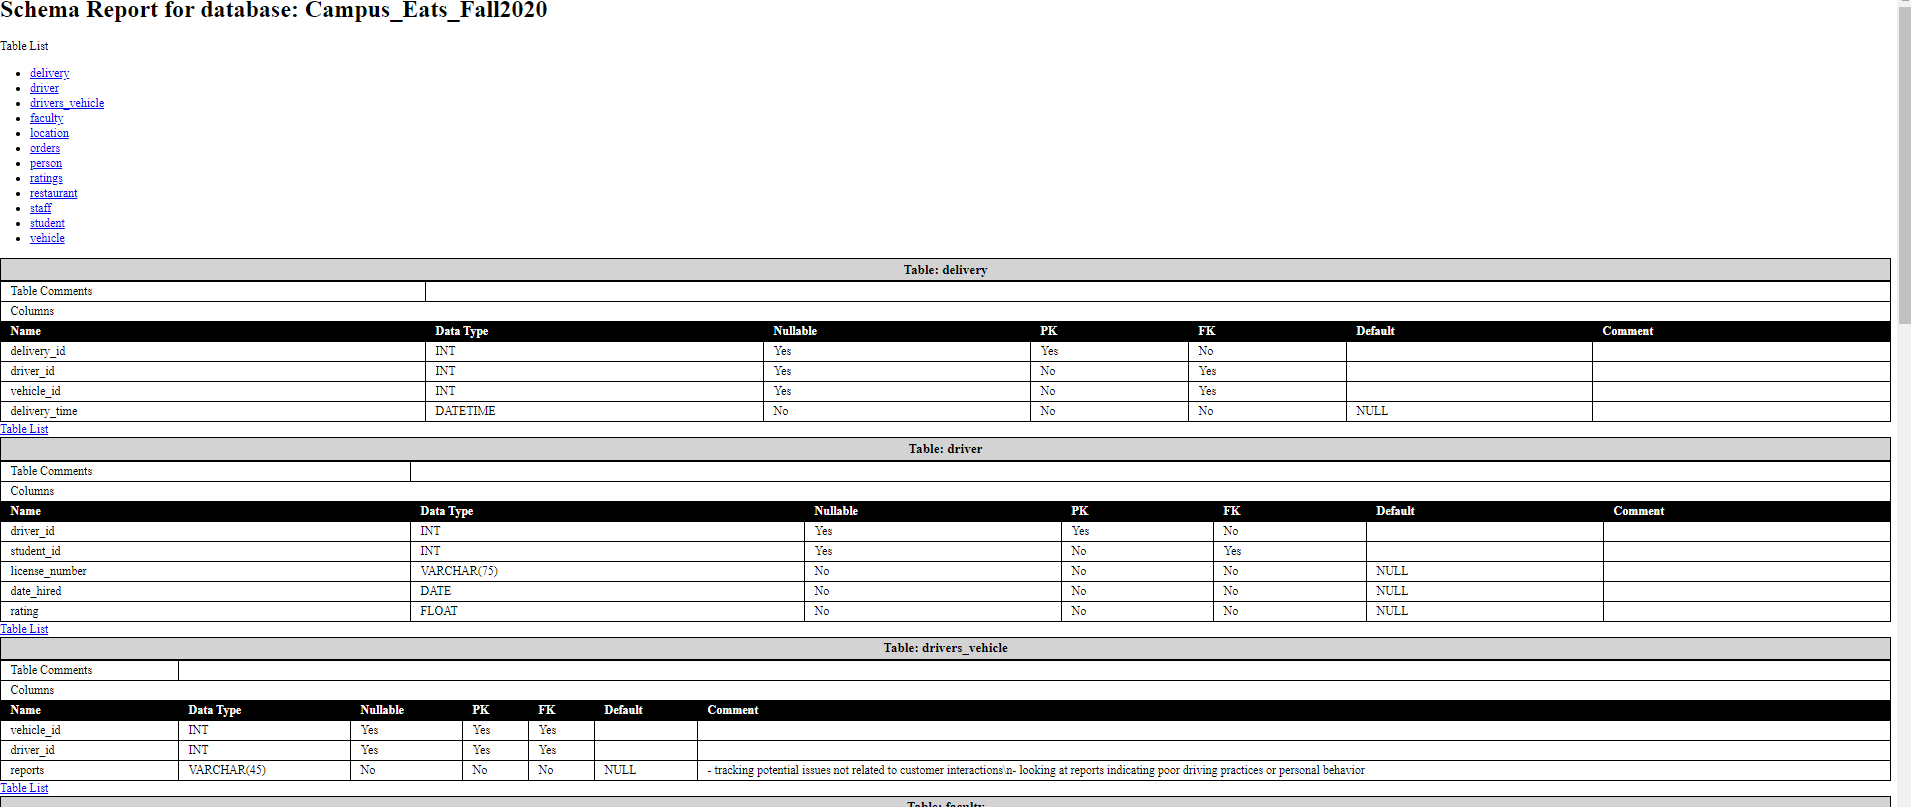 Schema Report for database: Campus_Eats_Fall2020
Table List
delivery
driver
drivers_vehicle
faculty
location
orders
person
ratings
restaurant
staff
student
vehicle
Table: delivery
Table Comments
Columns
Name Data Type Nullable PK FK Default Comment
delivery_id INT Yes Yes No
driver_id INT Yes No Yes
vehicle_id INT Yes No Yes
delivery_time DATETIME No No No NULL
Table List
Table: driver
Table Comments
Columns
Name Data Type Nullable PK FK Default Comment
driver_id INT Yes Yes No
student_id INT Yes No Yes
license_number VARCHAR(75) No No No NULL
date_hired DATE No No No NULL
rating FLOAT No No No NULL
Table List
Table: drivers_vehicle
Table Comments
Columns
Name Data Type Nullable PK FK Default Comment
vehicle_id INT Yes Yes Yes
driver_id INT Yes Yes Yes
reports VARCHAR(45) No No No NULL - tracking potential issues not related to customer interactions\n- looking at reports indicating poor driving practices or personal behavior
Table List
Table: faculty